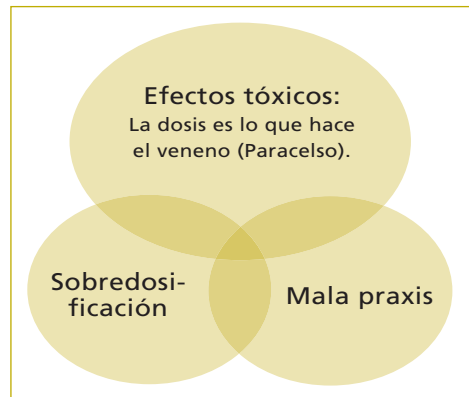 Efectos tóxicos:
La dosis es lo que hace
el veneno (Paracelso).
Sobredosi-
ficación
Mala praxis